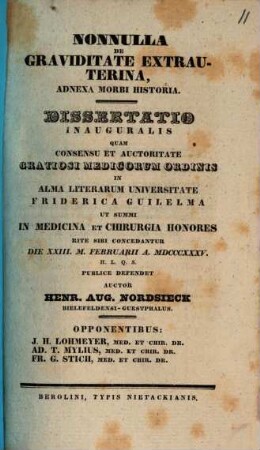 11
NONNULLA
DE
GRAVIDITATE EXTRAU-
TERINA,
ADNEXA MORBI HISTORIA.
DISSERTATIO
INAUGURALIS
QUAM
CONSENSU ET AUCTORITATE
GRATIOSI MEDICORUM ORDINIS
IN
ALMA LITERARUM UNIVERSITATE
FRIDERICA GUILELMA
UT SUMMI
IN MEDICINA ET CHIRURGIA HONORES
RITE SIBI CONCEDANTUR
DIE XXIII. M. FEBRUARII A. MDCCCXXXV.
H. L. Q. S.
PUBLICE DEFENDET
AUCTOR
HENR. AUG. NORDSIECK
BIELEFELDENSI-GUESTPHALUS.
OPPONENTIBUS:
J. H. LOHMEYER, MED. ET CHIR. DR.
AD. T. MYLIUS, MED. ET CHIR. DR.
FR. G. STICH, MED. ET CHIR. DR.
BEROLINI, TYPIS NIETACKIANIS.